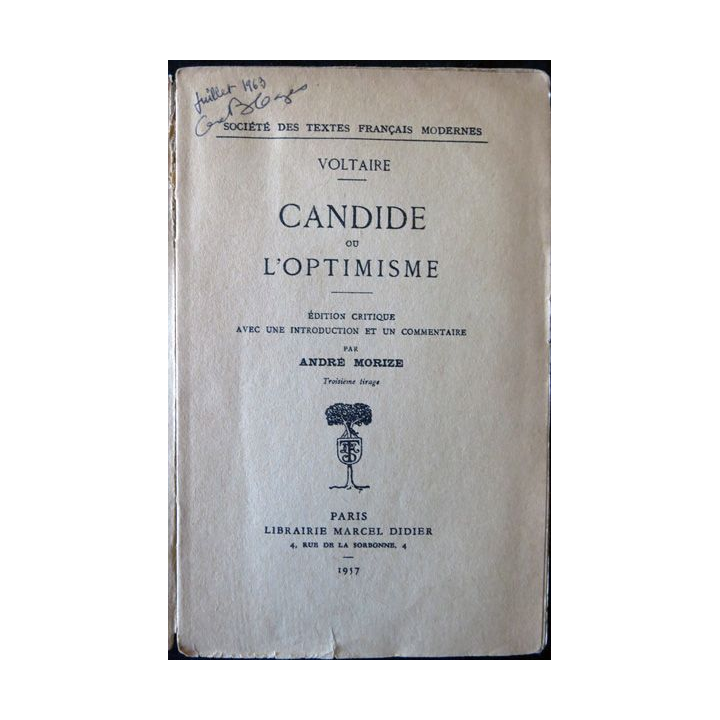 Juillet 1963
SOCIÉTÉ DES TEXTES FRANÇAIS MODERNES
VOLTAIRE
CANDIDE
OU
L'OPTIMISME
ÉDITION CRITIQUE
AVEC UNE INTRODUCTION ET UN COMMENTAIRE
PAR
ANDRÉ MORIZE
Troisième tirage
PARIS
LIBRAIRIE MARCEL DIDIER
4, RUE DE LA SORBONNE, 4
1957